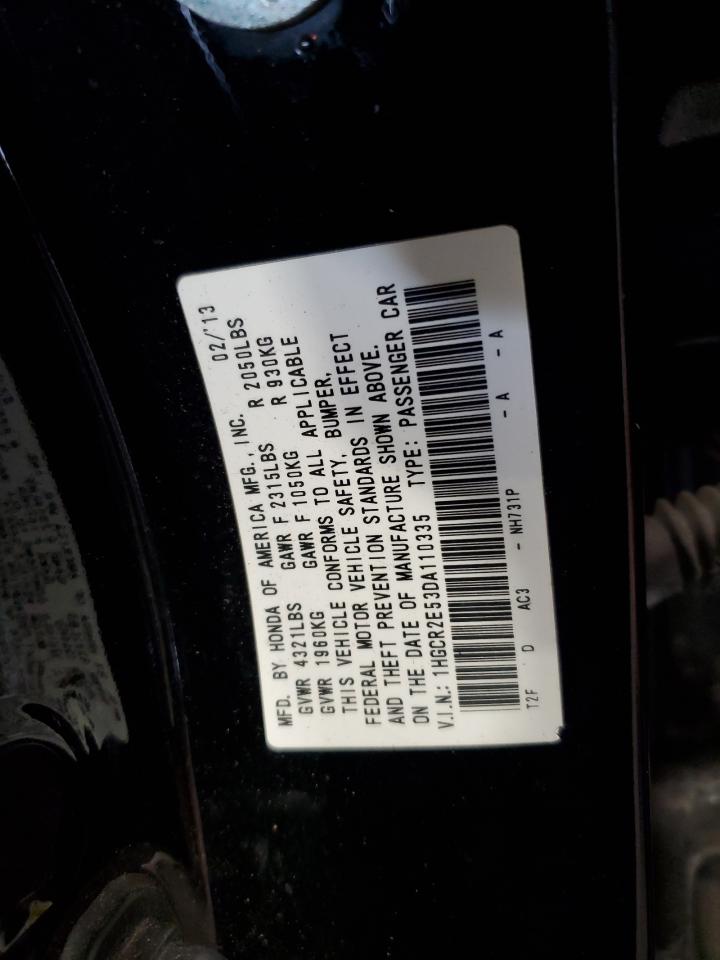 MFD. BY HONDA OF AMERICA MFG., INC. 02/'13
GVWR 4321LBS GAWR F 2315LBS R 2050LBS
GVWR 1960KG GAWR F 1050KG R 930KG
THIS VEHICLE CONFORMS TO ALL APPLICABLE
FEDERAL MOTOR VEHICLE SAFETY, BUMPER,
AND THEFT PREVENTION STANDARDS IN EFFECT
ON THE DATE OF MANUFACTURE SHOWN ABOVE.
V.I.N.: 1HGCR2E53DA110335 TYPE: PASSENGER CAR
T2F D AC3 - NH731P - A - A